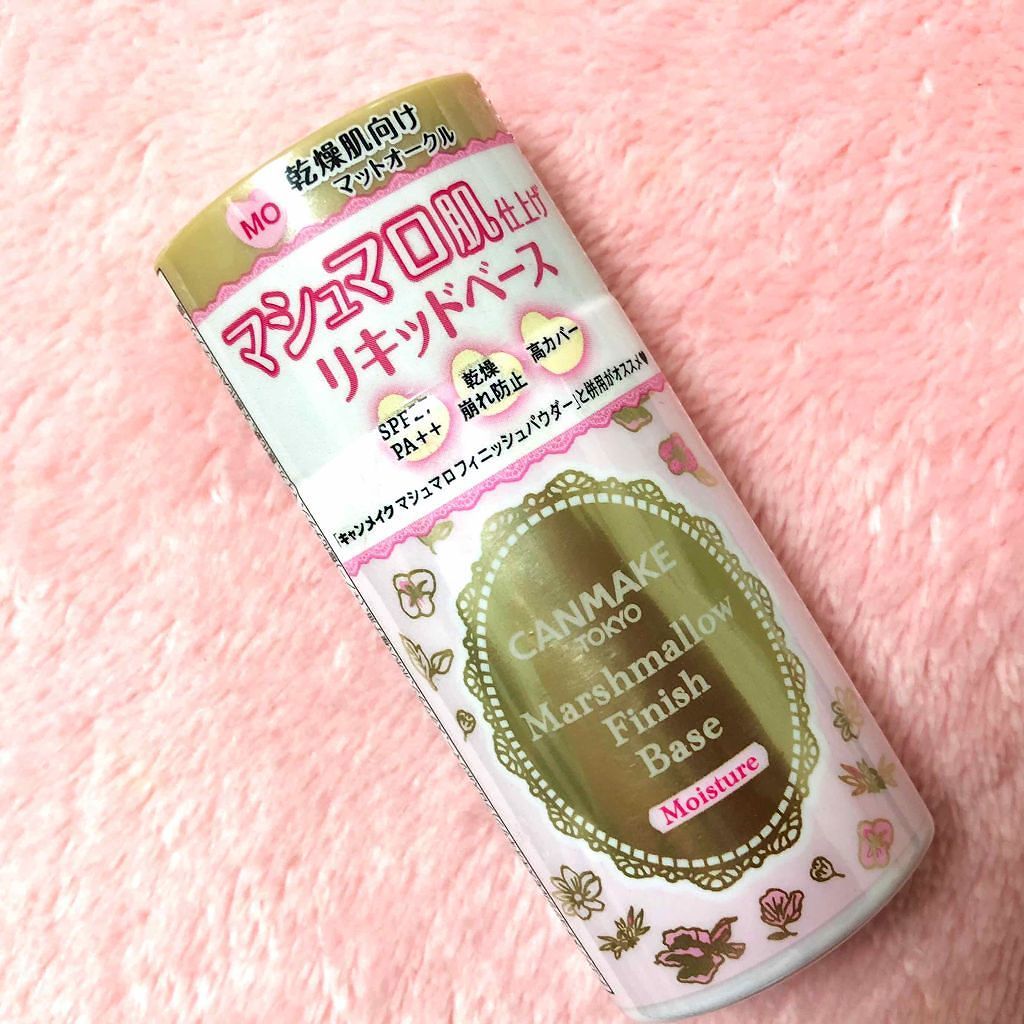 乾燥肌向け
マットオークル
MO
マシュマロ肌仕上げ
リキッドベース
SPF
PA++
乾燥
崩れ防止
高カバー
「キャンメイク マシュマロフィニッシュパウダー」と併用がオススメ♥
CANMAKE
TOKYO
Marshmallow
Finish
Base
Moisture